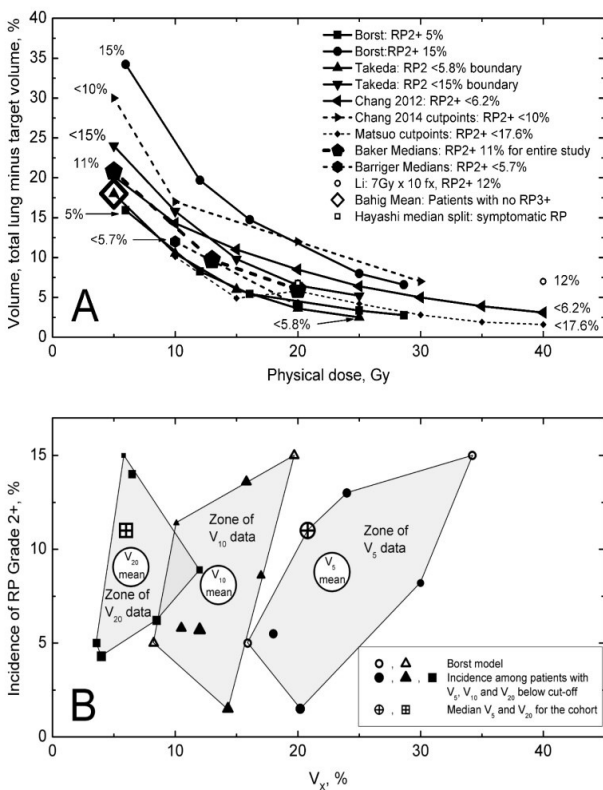 Volume, total lung minus target volume, %
40
35
30
25
20
15
10
5
0
0
10
20
30
40
50
Physical dose, Gy
A
15%
<10%
<15%
11%
5%
<5.7%
<5.8%
12%
<6.2%
<17.6%
Borst: RP2+ 5%
Borst:RP2+ 15%
Takeda: RP2 <5.8% boundary
Takeda: RP2 <15% boundary
Chang 2012: RP2+ <6.2%
Chang 2014 cutpoints: RP2+ <10%
Matsuo cutpoints: RP2+ <17.6%
Baker Medians: RP2+ 11% for entire study
Barriger Medians: RP2+ <5.7%
Li: 7Gy x 10 fx, RP2+ 12%
Bahig Mean: Patients with no RP3+
Hayashi median split: symptomatic RP
Incidence of RP Grade 2+, %
15
10
5
0
0
10
20
30
40
50
Vx, %
B
V20
mean
Zone of
V20 data
Zone of
V10 data
V10
mean
Zone of
V5 data
V5
mean
Borst model
Incidence among patients with
V5, V10 and V20 below cut-off
Median V5 and V20 for the cohort